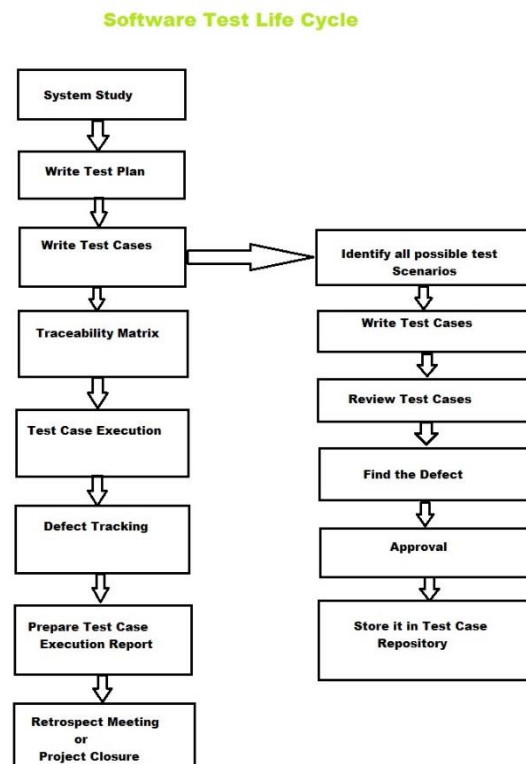 Software Test Life Cycle
System Study
Write Test Plan
Write Test Cases
Traceability Matrix
Test Case Execution
Defect Tracking
Prepare Test Case
Execution Report
Retrospect Meeting
or
Project Closure
Identify all possible test
Scenarios
Write Test Cases
Review Test Cases
Find the Defect
Approval
Store it in Test Case
Repository